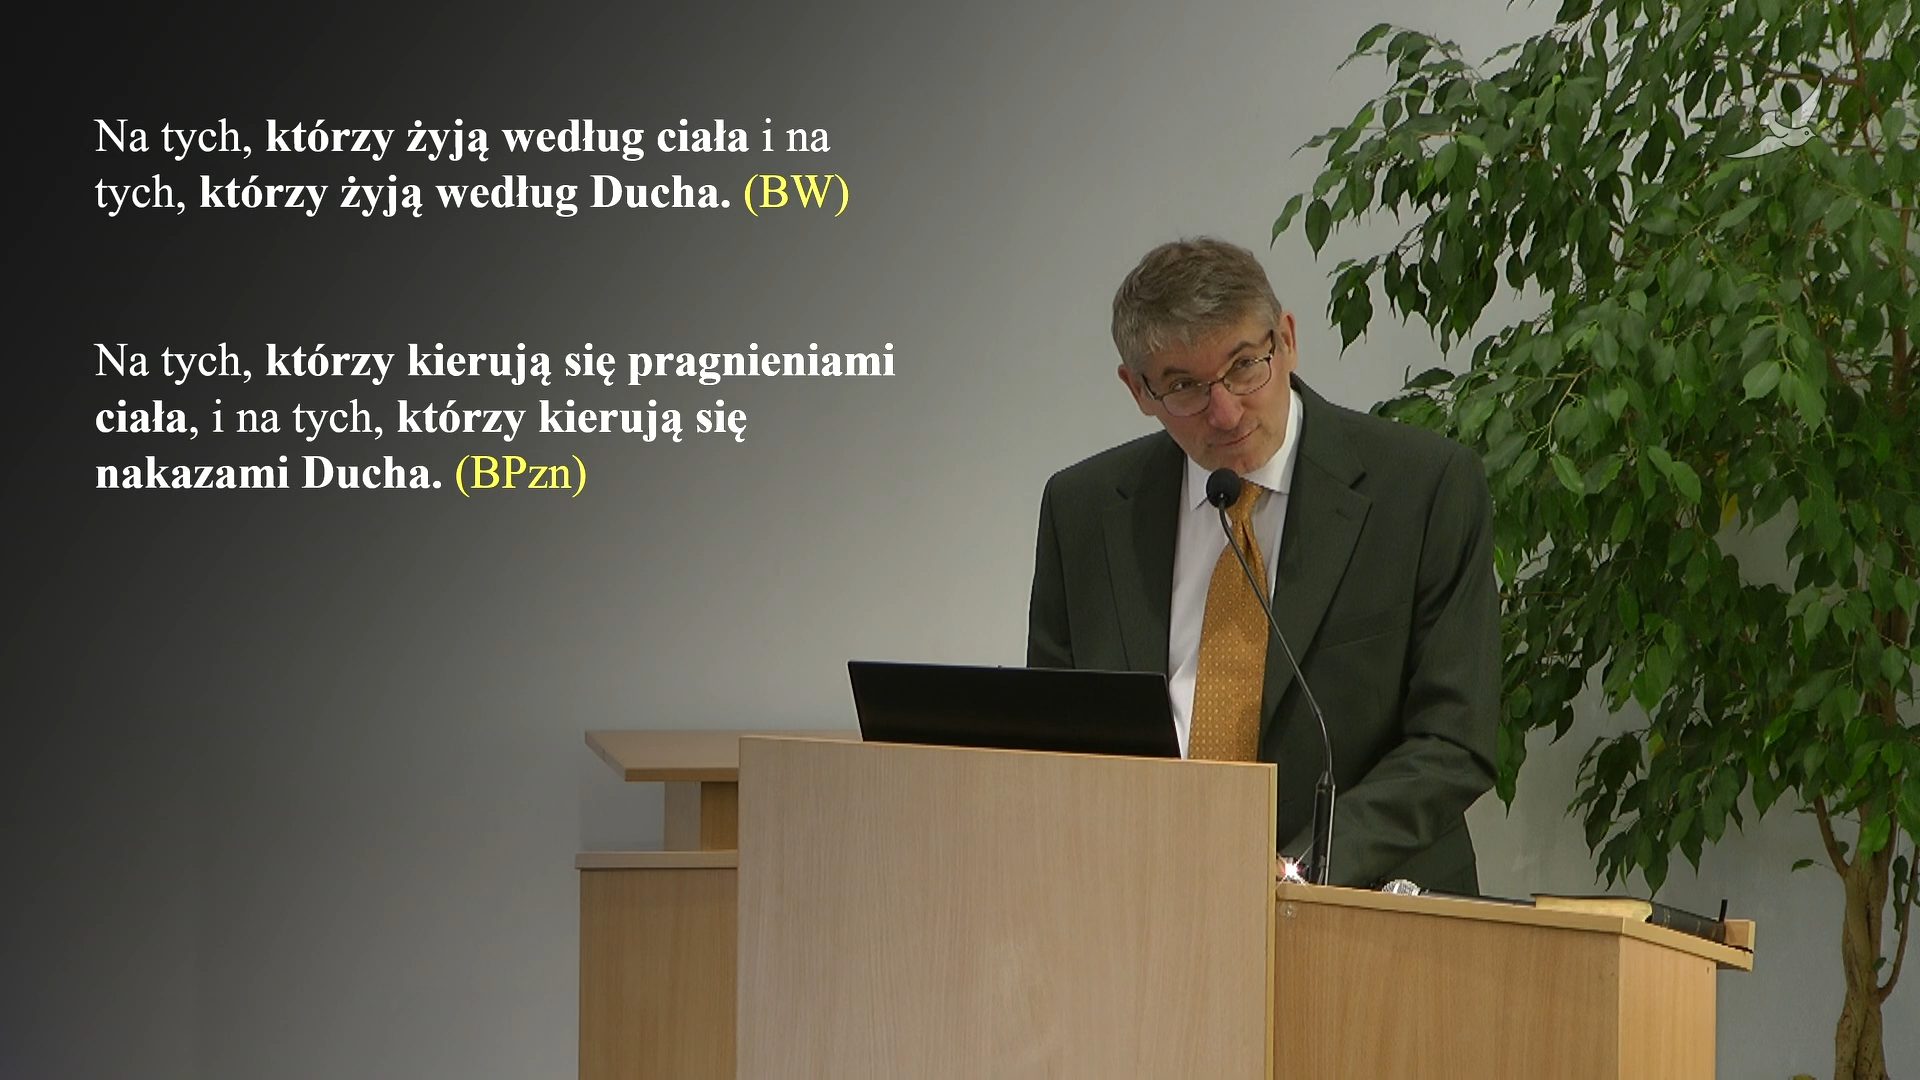 Na tych, którzy żyją według ciała i na
tych, którzy żyją według Ducha. (BW)
Na tych, którzy kierują się pragnieniami
ciała, i na tych, którzy kierują się
nakazami Ducha. (BPzn)